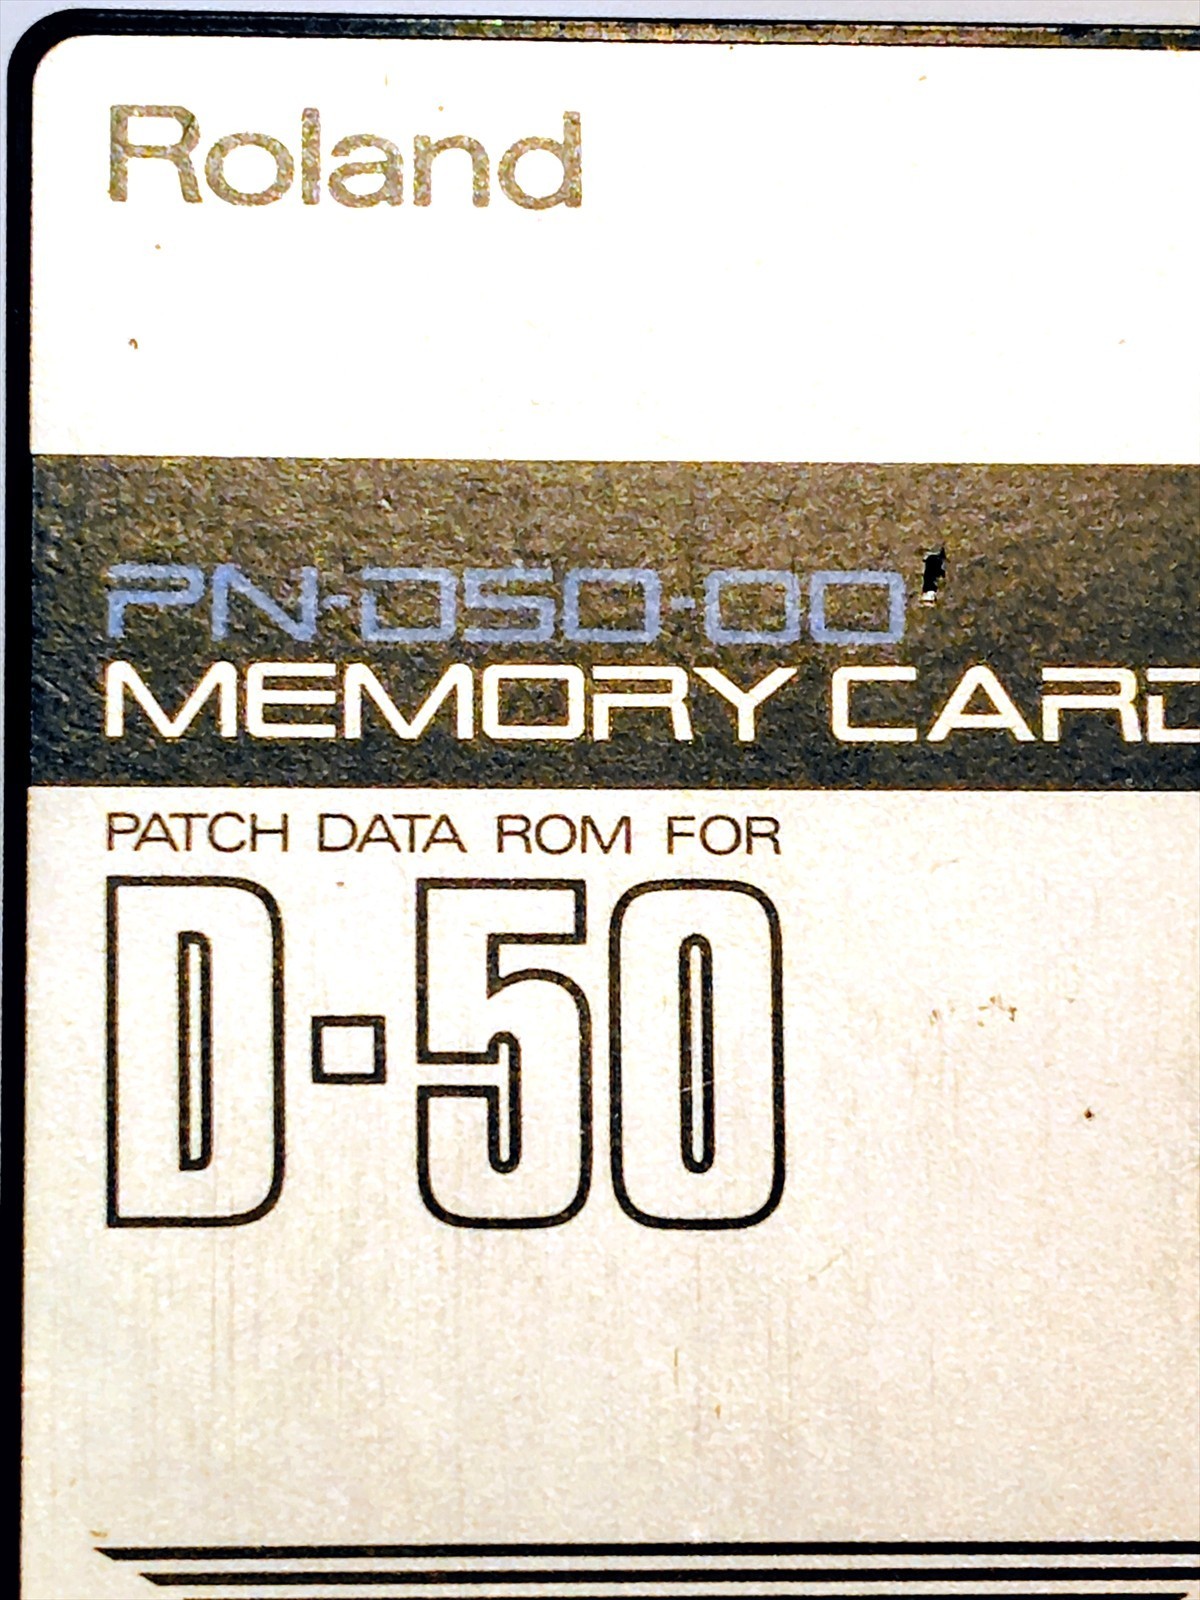 Roland
PN-D50-00
MEMORY CARD
PATCH DATA ROM FOR
D-50